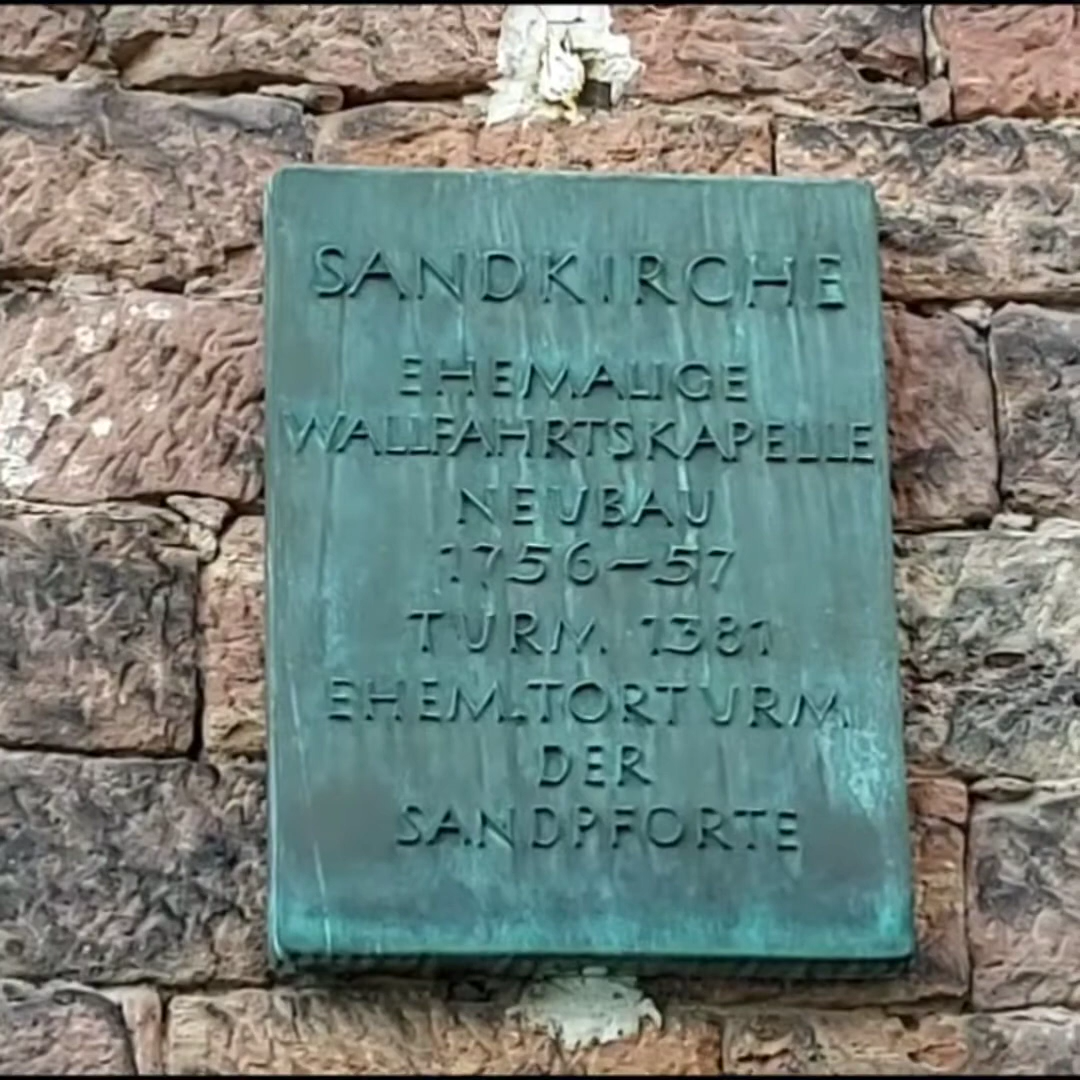 SANDKIRCHE
EHEMALIGE
WALLFAHRTSKAPELLE
NEUBAU
1756-57
TURM. 1381
EHEM.TORTURM.
DER
SANDPFORTE